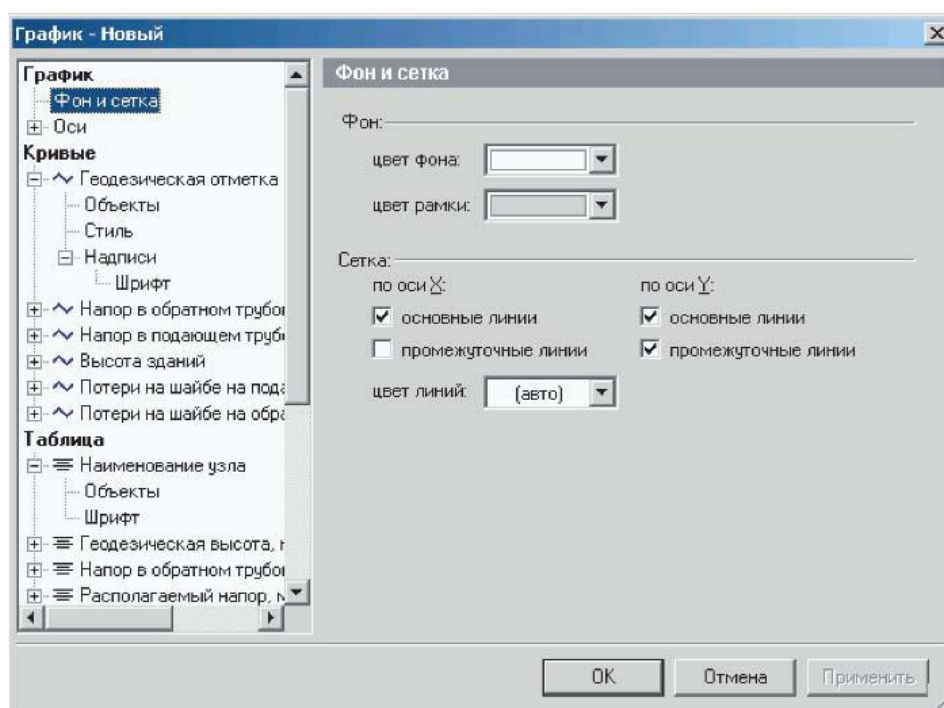 График - Новый
График
Фон и сетка
Оси
Кривые
Геодезическая отметка
Объекты
Стиль
Надписи
Шрифт
Напор в обратном трубо
Напор в подающем труб
Высота зданий
Потери на шайбе на пода
Потери на шайбе на обра
Таблица
Наименование узла
Объекты
Шрифт
Геодезическая высота,
Напор в обратном трубо
Располагаемый напор, м
Фон и сетка
Фон:
цвет фона:
цвет рамки:
Сетка:
по оси X: по оси Y:
основные линии основные линии
промежуточные линии промежуточные линии
цвет линий: (авто)
OK Отмена Применить